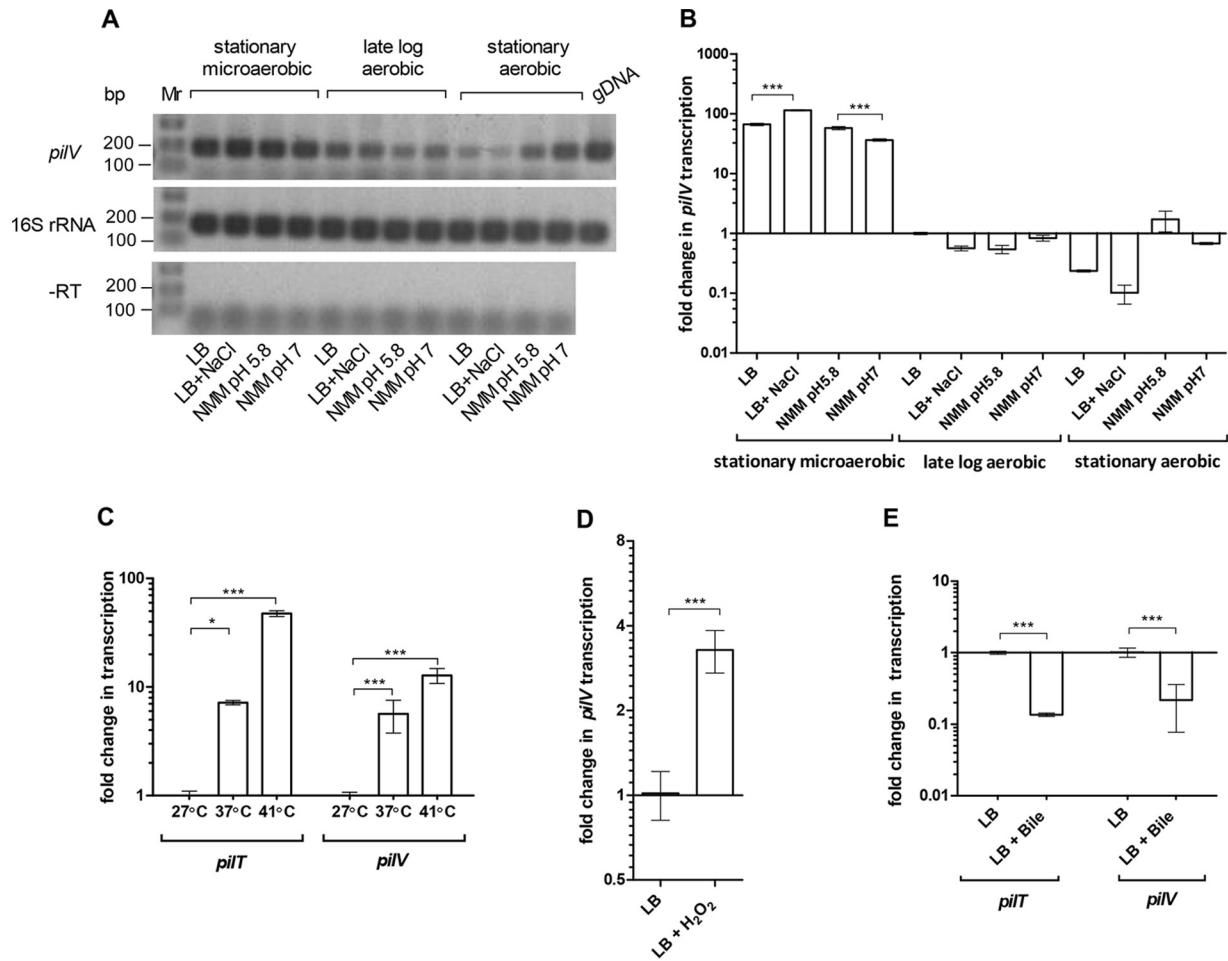 A
stationary microaerobic
late log aerobic
stationary aerobic
gDNA
bp
Mr
pilV
200
100
16S rRNA
200
100
-RT
200
100
LB
LB+NaCl
NMM pH 5.8
NMM pH 7
LB
LB+NaCl
NMM pH 5.8
NMM pH 7
LB
LB+NaCl
NMM pH 5.8
NMM pH 7
B
fold change in pilV transcription
1000
100
10
1
0.1
0.01
***
***
LB
LB+ NaCl
NMM pH5.8
NMM pH7
LB
LB+ NaCl
NMM pH5.8
NMM pH7
LB
LB+ NaCl
NMM pH5.8
NMM pH7
stationary microaerobic
late log aerobic
stationary aerobic
C
fold change in transcription
100
10
1
***
*
***
***
27°C 37°C 41°C
27°C 37°C 41°C
pilT
pilV
D
fold change in pilV transcription
8
4
2
1
0.5
***
LB
LB + H₂O₂
E
fold change in transcription
10
1
0.1
0.01
***
***
LB
LB + Bile
LB
LB + Bile
pilT
pilV